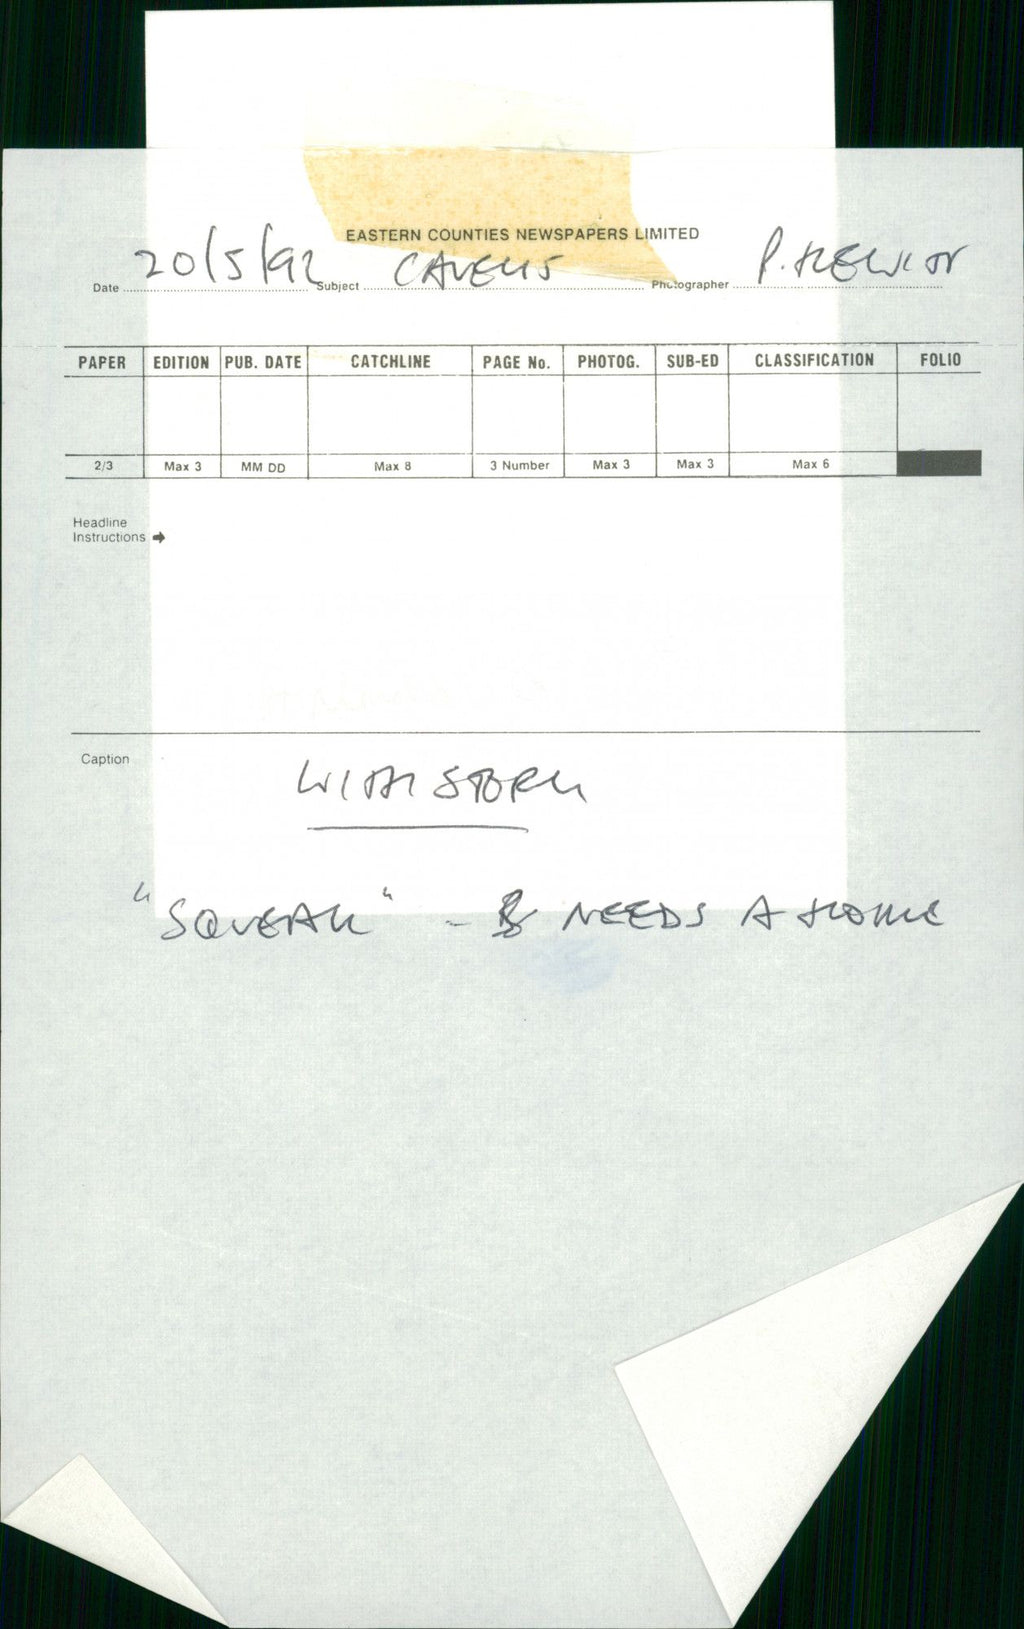 EASTERN COUNTIES NEWSPAPERS LIMITED
Date 20/5/92 Subject Photographer P. HEWITT
PAPER EDITION PUB. DATE CATCHLINE PAGE No. PHOTOG. SUB-ED CLASSIFICATION FOLIO
2/3 Max 3 MM DD Max 8 3 Number Max 3 Max 3 Max 6
Headline
Instructions
Caption
WITH STORY
"SQUEAK" - NEEDS A HOME